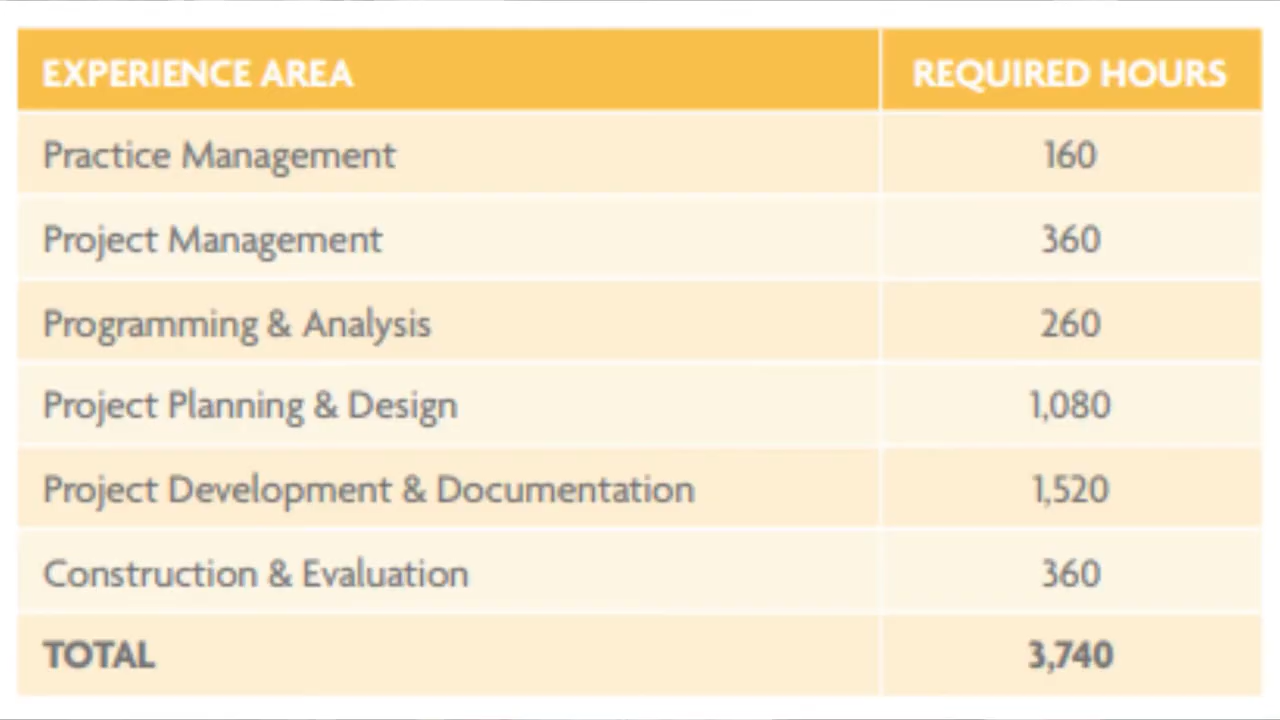 EXPERIENCE AREA REQUIRED HOURS
Practice Management 160
Project Management 360
Programming & Analysis 260
Project Planning & Design 1,080
Project Development & Documentation 1,520
Construction & Evaluation 360
TOTAL 3,740